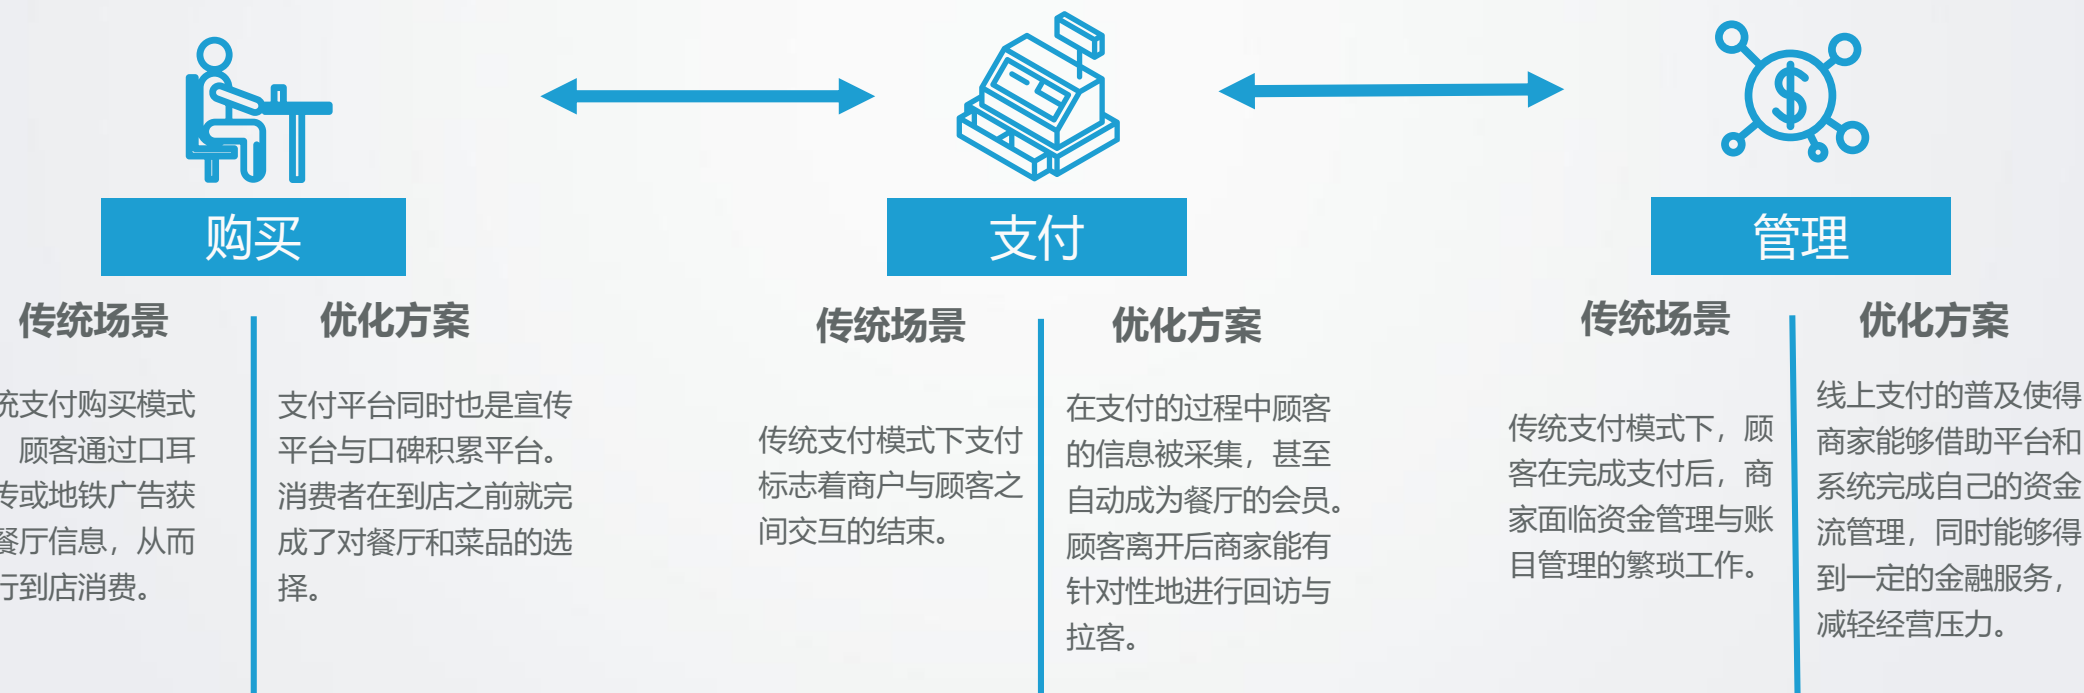 购买
传统场景
优化方案
统支付购买模式
，顾客通过口耳
传或地铁广告获
餐厅信息，从而
行到店消费。
支付平台同时也是宣传
平台与口碑积累平台。
消费者在到店之前就完
成了对餐厅和菜品的选
择。
支付
传统场景
优化方案
传统支付模式下支付
标志着商户与顾客之
间交互的结束。
在支付的过程中顾客
的信息被采集，甚至
自动成为餐厅的会员。
顾客离开后商家能有
针对性地进行回访与
拉客。
管理
传统场景
优化方案
传统支付模式下，顾
客在完成支付后，商
家面临资金管理与账
目管理的繁琐工作。
线上支付的普及使得
商家能够借助平台和
系统完成自己的资金
流管理，同时能够得
到一定的金融服务，
减轻经营压力。